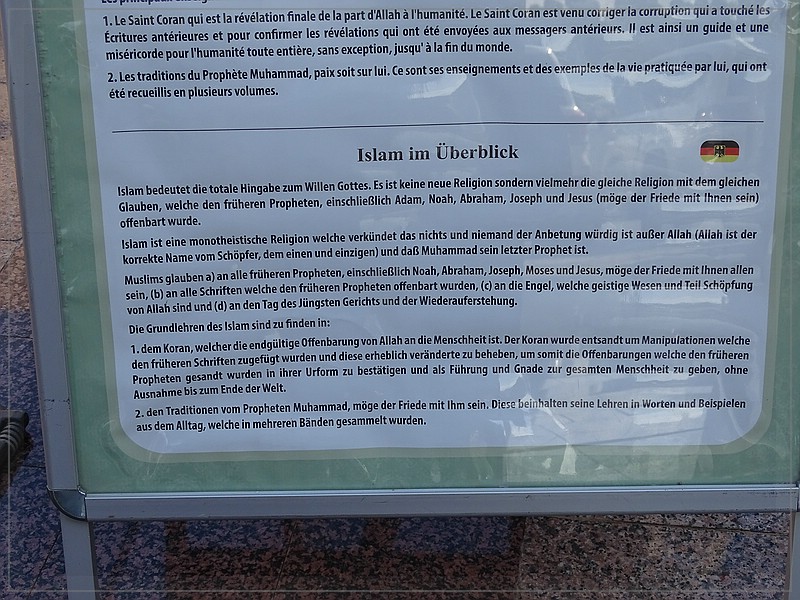 1. Le Saint Coran qui est la révélation finale de la part d'Allah à l'humanité. Le Saint Coran est venu corriger la corruption qui a touché les
Écritures antérieures et pour confirmer les révélations qui ont été envoyées aux messagers antérieurs. Il est ainsi un guide et une
miséricorde pour l'humanité toute entière, sans exception, jusqu' à la fin du monde.
2. Les traditions du Prophète Muhammad, paix soit sur lui. Ce sont ses enseignements et des exemples de la vie pratiquée par lui, qui ont
été recueillis en plusieurs volumes.
Islam im Überblick
Islam bedeutet die totale Hingabe zum Willen Gottes. Es ist keine neue Religion sondern vielmehr die gleiche Religion mit dem gleichen
Glauben, welche den früheren Propheten, einschließlich Adam, Noah, Abraham, Joseph und Jesus (möge der Friede mit Ihnen sein)
offenbart wurde.
Islam ist eine monotheistische Religion welche verkündet das nichts und niemand der Anbetung würdig ist außer Allah (Allah ist der
korrekte Name vom Schöpfer, dem einen und einzigen) und daß Muhammad sein letzter Prophet ist.
Muslims glauben a) an alle früheren Propheten, einschließlich Noah, Abraham, Joseph, Moses und Jesus, möge der Friede mit Ihnen allen
sein, (b) an alle Schriften welche den früheren Propheten offenbart wurden, (c) an die Engel, welche geistige Wesen und Teil Schöpfung
von Allah sind und (d) an den Tag des Jüngsten Gerichts und der Wiederauferstehung.
Die Grundlehren des Islam sind zu finden in:
1. dem Koran, welcher die endgültige Offenbarung von Allah an die Menschheit ist. Der Koran wurde entsandt um Manipulationen welche
den früheren Schriften zugefügt wurden und diese erheblich veränderte zu beheben, um somit die Offenbarungen welche den früheren
Propheten gesandt wurden in ihrer Urform zu bestätigen und als Führung und Gnade zur gesamten Menschheit zu geben, ohne
Ausnahme bis zum Ende der Welt.
2. den Traditionen vom Propheten Muhammad, möge der Friede mit Ihm sein. Diese beinhalten seine Lehren in Worten und Beispielen
aus dem Alltag, welche in mehreren Bänden gesammelt wurden.